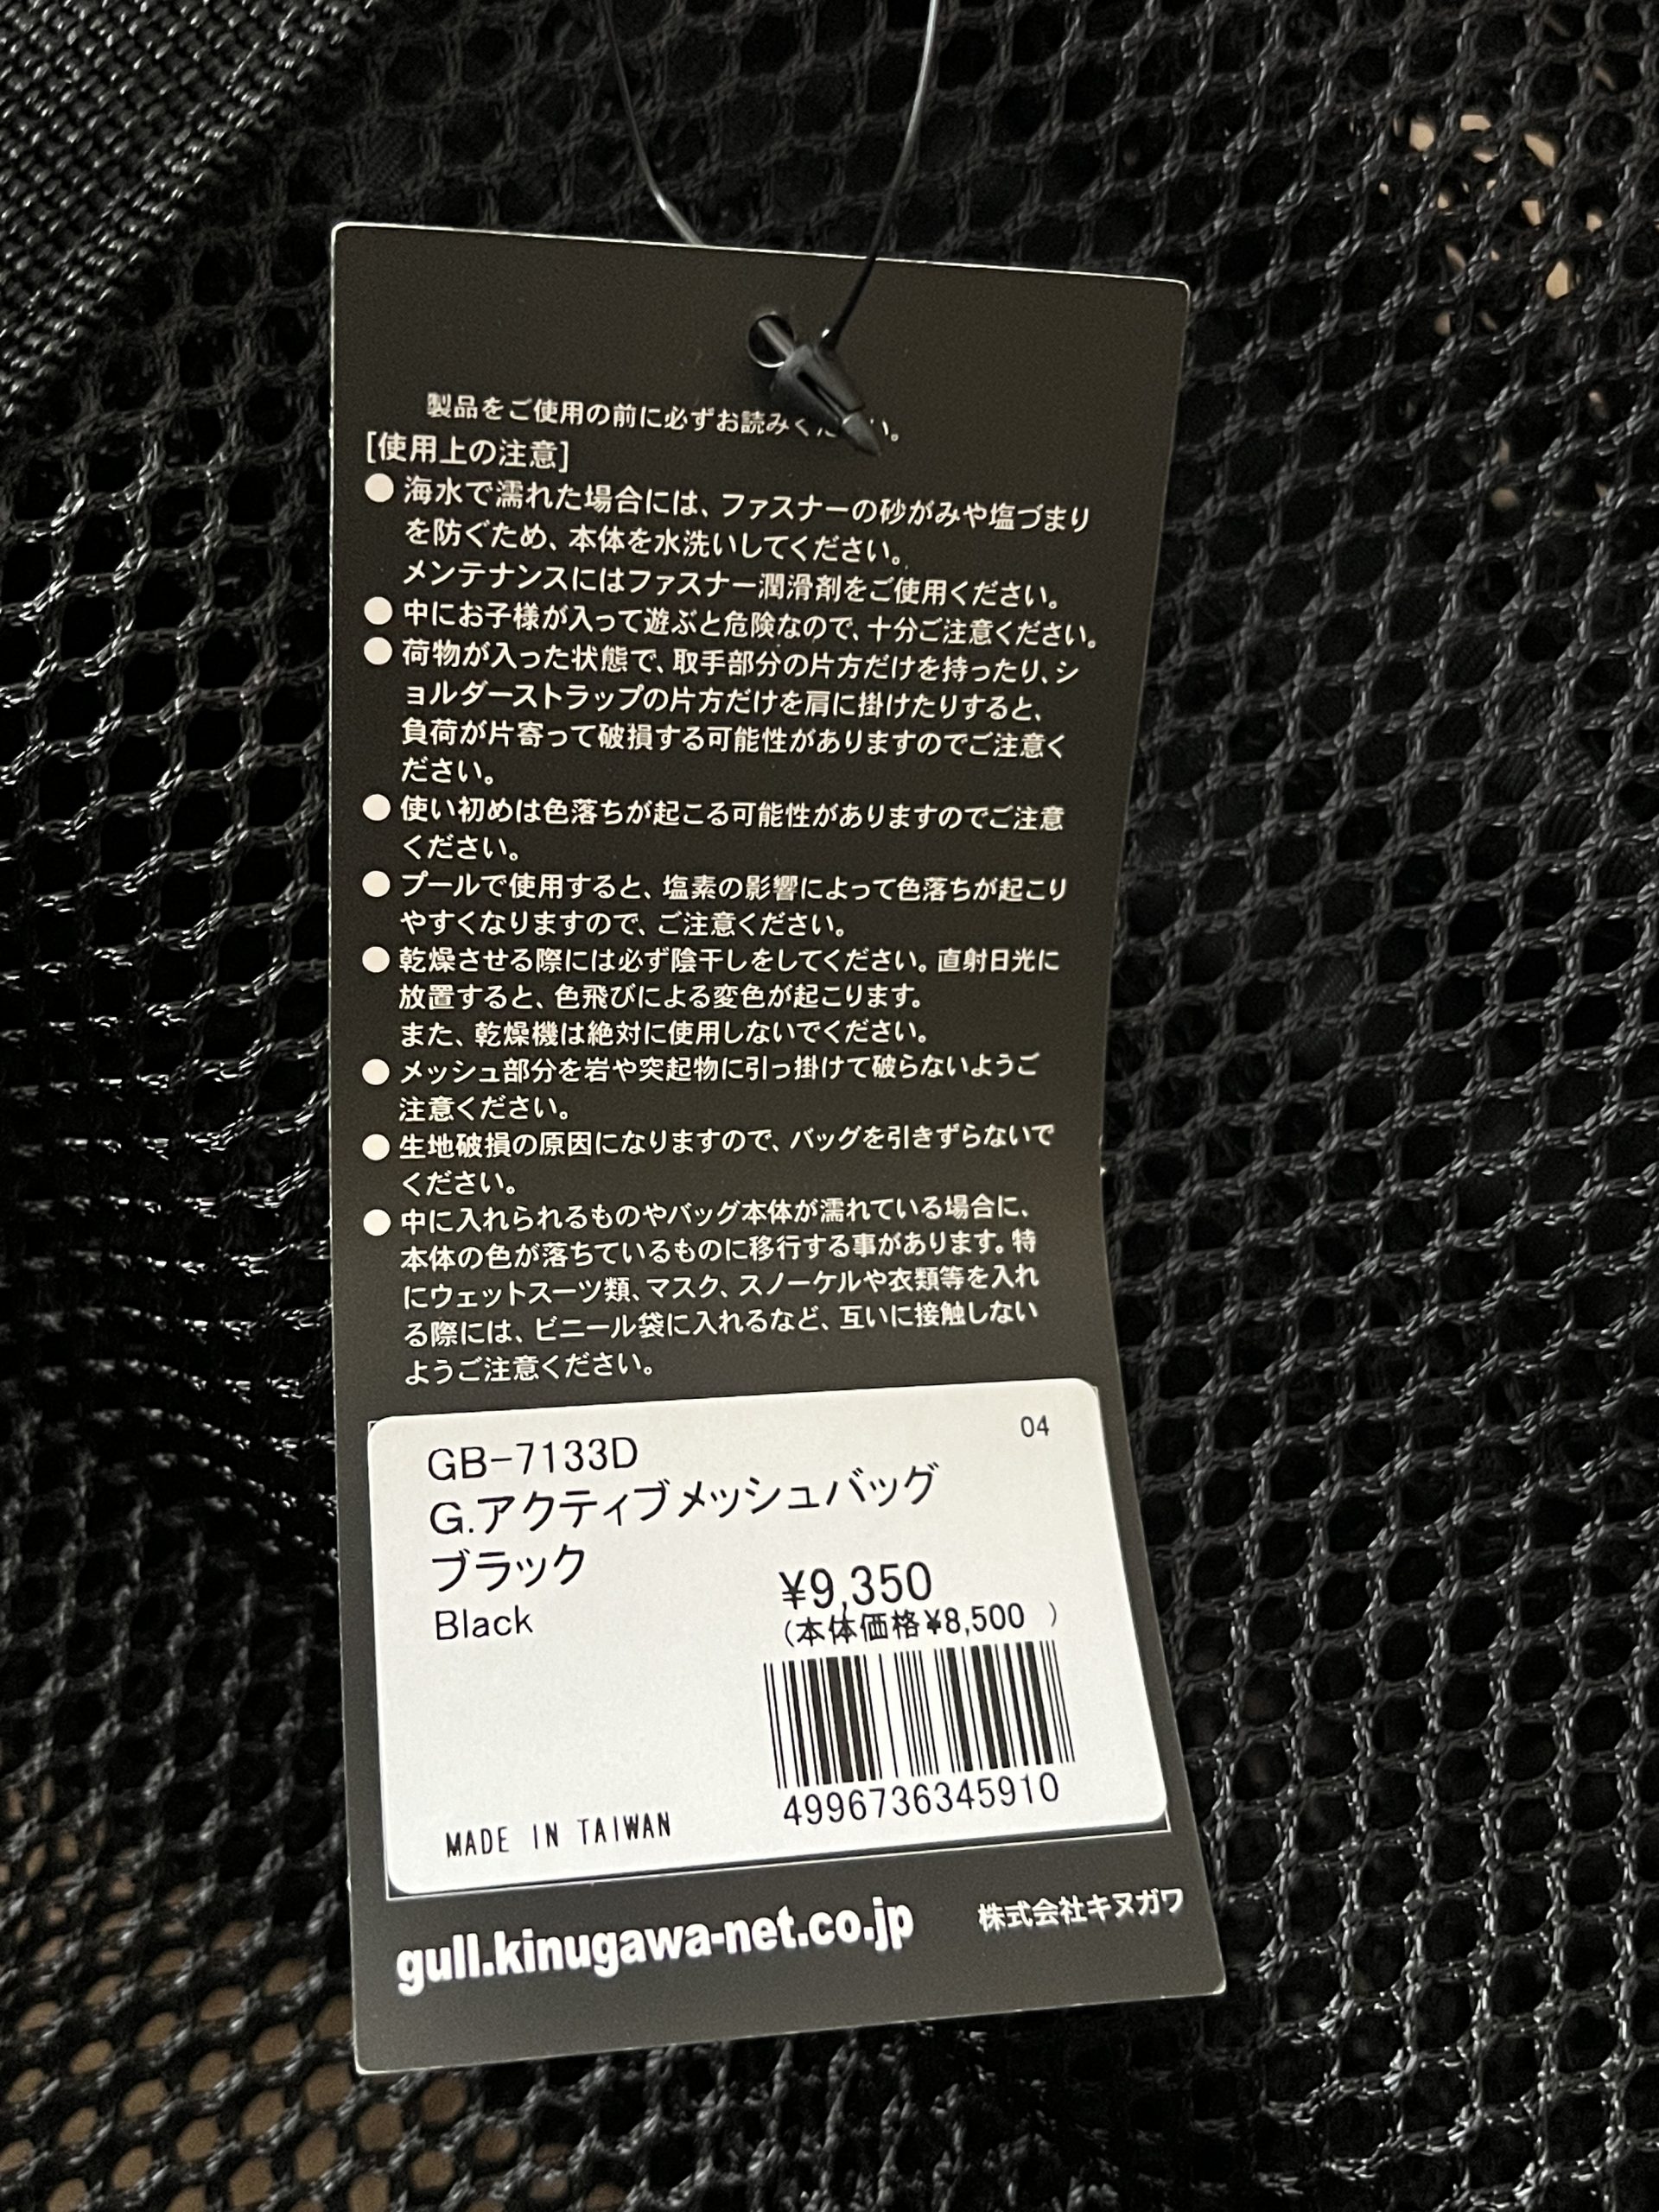 製品をご使用の前に必ずお読みください。
[使用上の注意]
● 海水で濡れた場合には、ファスナーの砂がみや塩づまり
を防ぐため、本体を水洗いしてください。
メンテナンスにはファスナー潤滑剤をご使用ください。
● 中にお子様が入って遊ぶと危険なので、十分ご注意ください。
● 荷物が入った状態で、取手部分の片方だけを持ったり、シ
ョルダーストラップの片方だけを肩に掛けたりすると、
負荷が片寄って破損する可能性がありますのでご注意く
ださい。
● 使い初めは色落ちが起こる可能性がありますのでご注意
ください。
● プールで使用すると、塩素の影響によって色落ちが起こり
やすくなりますので、ご注意ください。
● 乾燥させる際には必ず陰干しをしてください。直射日光に
放置すると、色飛びによる変色が起こります。
また、乾燥機は絶対に使用しないでください。
● メッシュ部分を岩や突起物に引っ掛けて破らないようご
注意ください。
● 生地破損の原因になりますので、バッグを引きずらないで
ください。
● 中に入れられるものやバッグ本体が濡れている場合に、
本体の色が落ちているものに移行する事があります。特
にウェットスーツ類、マスク、スノーケルや衣類等を入れ
る際には、ビニール袋に入れるなど、互いに接触しない
ようご注意ください。
04
GB-7133D
G.アクティブメッシュバッグ
ブラック
Black
¥9,350
(本体価格¥8,500 )
4996736345910
MADE IN TAIWAN
gull.kinugawa-net.co.jp
株式会社キヌガワ